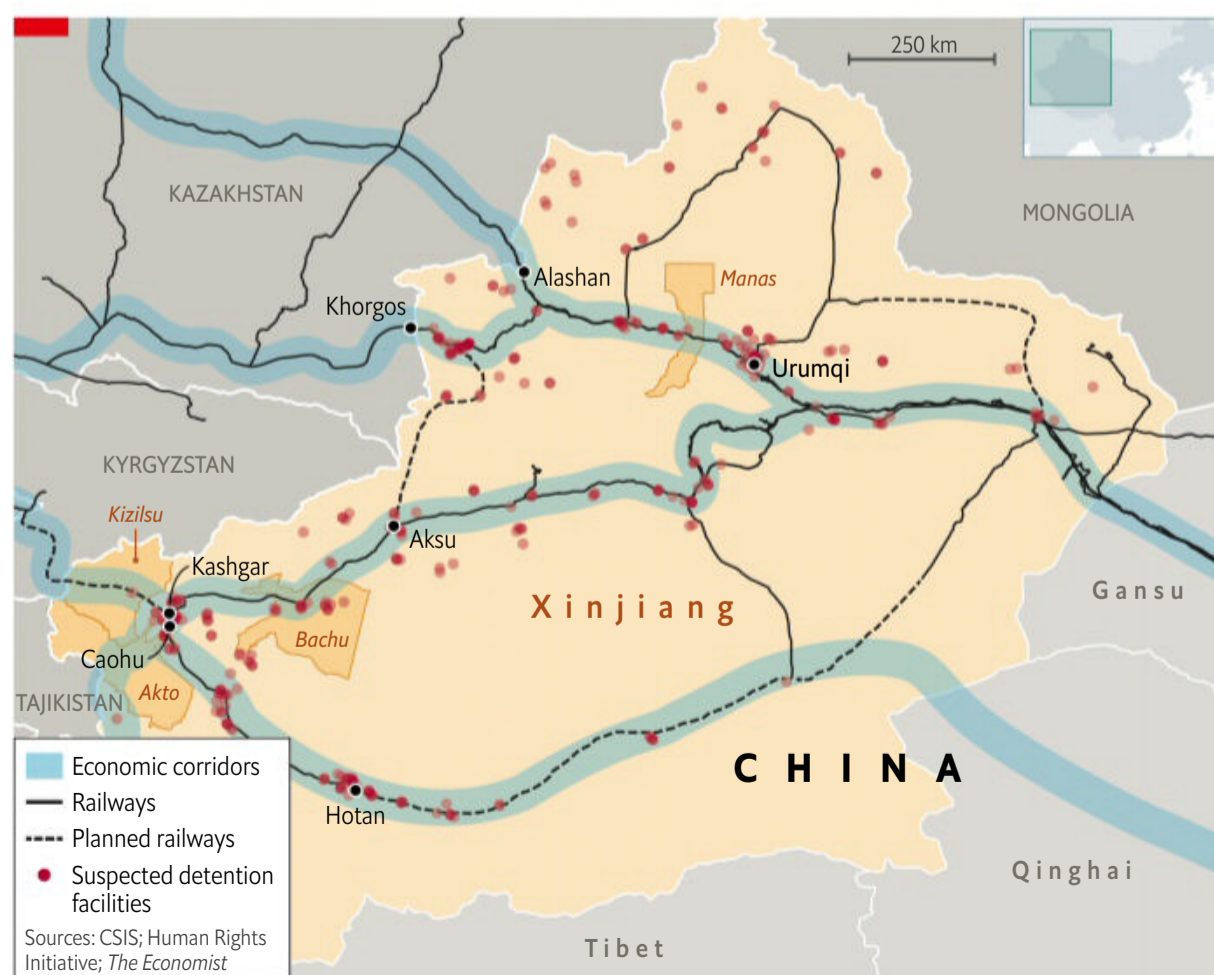 250 km
KAZAKHSTAN
MONGOLIA
Alashan
Manas
Khorgos
Urumqi
KYRGYZSTAN
Kizilsu
Aksu
Kashgar
Xinjiang
Gansu
Bachu
Caohu
Akto
TAJIKISTAN
CHINA
Hotan
Qinghai
Tibet
Economic corridors
Railways
Planned railways
Suspected detention
facilities
Sources: CSIS; Human Rights
Initiative; The Economist